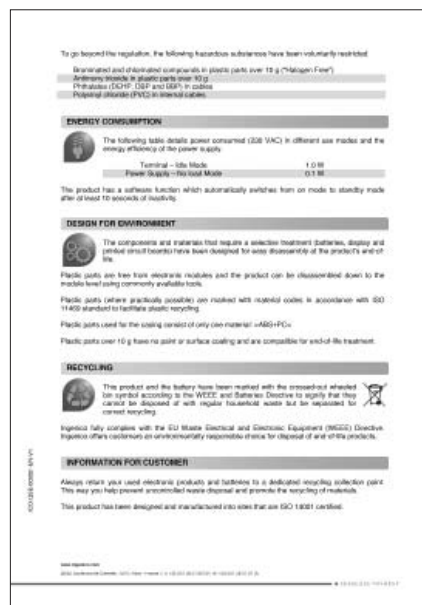 To go beyond the regulation, the following hazardous substances have been voluntarily restricted
Brominated and chlorinated compounds in plastic parts over 10 g ("Halogen Free")
Antimony trioxide in plastic parts over 10 g
Phthalates (DEHP, DBP and BBP) in cables
Polyvinyl chloride (PVC) in internal cables
ENERGY CONSUMPTION
The following table details power consumed (230 VAC) in different use modes and the
energy efficiency of the power supply.
Terminal – Idle Mode 1.0 W
Power Supply – No load Mode 0.1 W
The product has a software function which automatically switches from on mode to standby mode
after at least 10 seconds of inactivity.
DESIGN FOR ENVIRONMENT
The components and materials that require a selective treatment (batteries, display and
printed circuit boards) have been designed for easy disassembly at the product's end-of-
life.
Plastic parts are free from electronic modules and the product can be disassembled down to the
module level using commonly available tools.
Plastic parts (where practically possible) are marked with material codes in accordance with ISO
11469 standard to facilitate plastic recycling.
Plastic parts used for the casing consist of only one material: >ABS+PC<
Plastic parts over 10 g have no paint or surface coating and are compatible for end-of-life treatment.
RECYCLING
This product and the battery have been marked with the crossed-out wheeled
bin symbol according to the WEEE and Batteries Directive to signify that they
cannot be disposed of with regular household waste but be separated for
correct recycling.
Ingenico fully complies with the EU Waste Electrical and Electronic Equipment (WEEE) Directive.
Ingenico offers customers an environmentally responsible choice for disposal of end-of-life products.
INFORMATION FOR CUSTOMER
Always return your used electronic products and batteries to a dedicated recycling collection point.
This way you help prevent uncontrolled waste disposal and promote the recycling of materials.
This product has been designed and manufactured into sites that are ISO 14001 certified.
www.ingenico.com